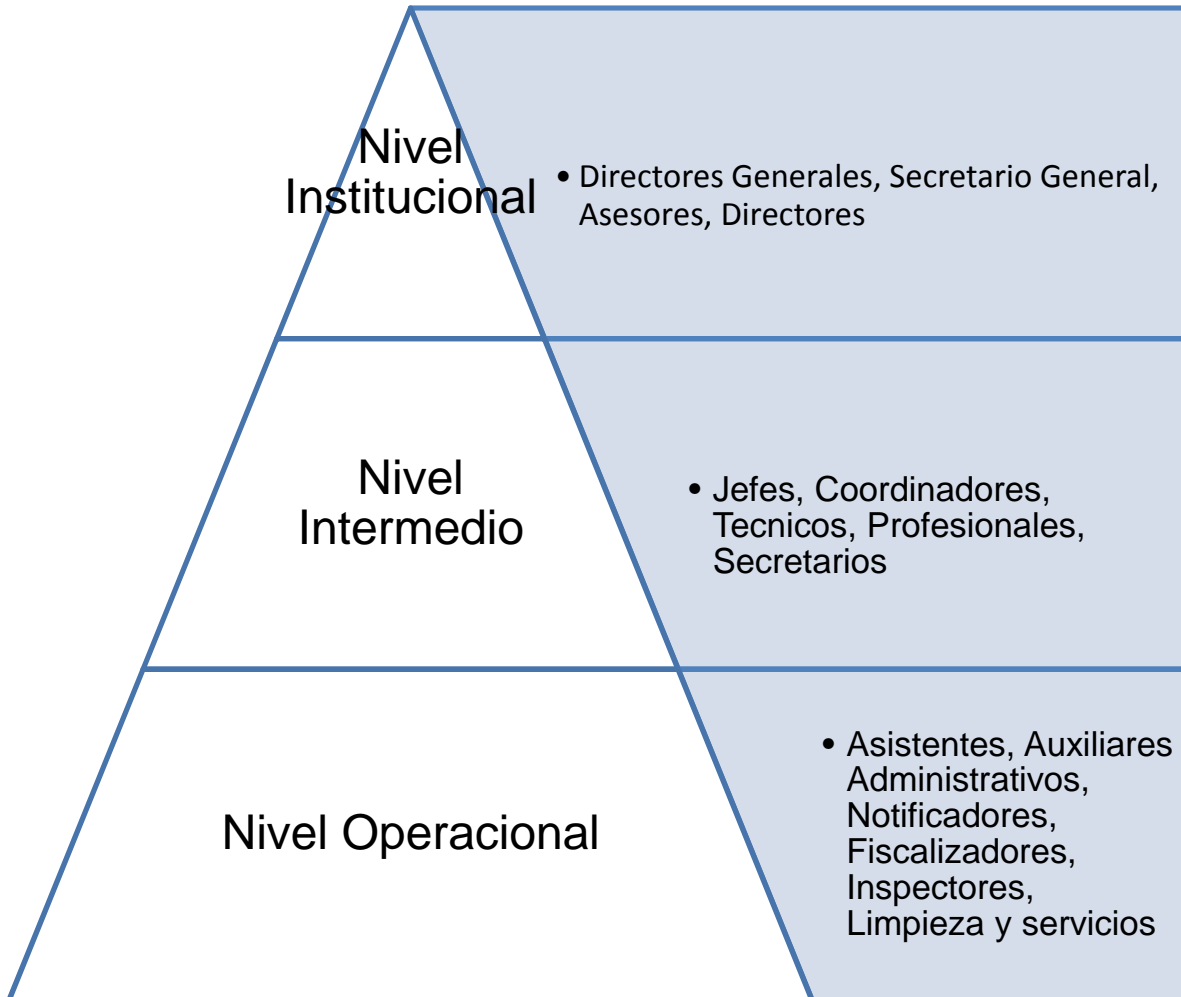 Nivel
Institucional
• Directores Generales, Secretario General,
Asesores, Directores
Nivel
Intermedio
• Jefes, Coordinadores,
Tecnicos, Profesionales,
Secretarios
Nivel Operacional
• Asistentes, Auxiliares
Administrativos,
Notificadores,
Fiscalizadores,
Inspectores,
Limpieza y servicios